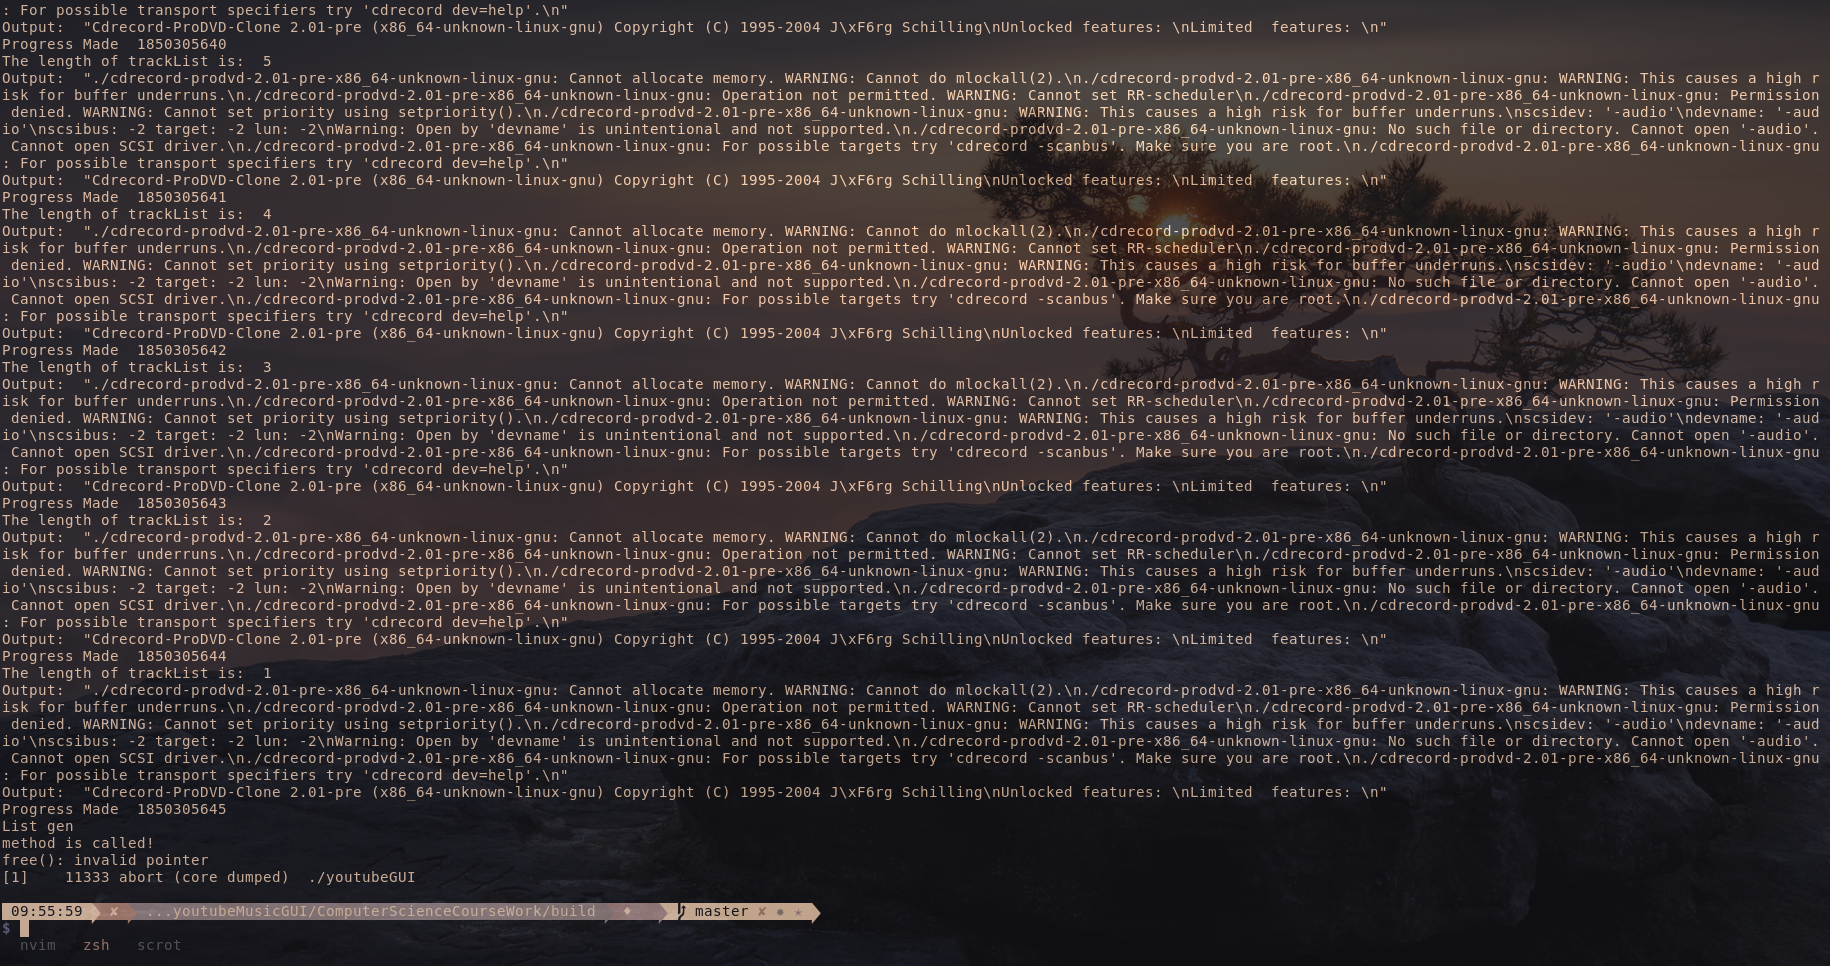 : For possible transport specifiers try 'cdrecord dev=help'.\n"
Output:  "Cdrecord-ProDVD-Clone 2.01-pre (x86_64-unknown-linux-gnu) Copyright (C) 1995-2004 J\xF6rg Schilling\nUnlocked features: \nLimited  features: \n"
Progress Made  1850305640
The length of trackList is:  5
Output:  "./cdrecord-prodvd-2.01-pre-x86_64-unknown-linux-gnu: Cannot allocate memory. WARNING: Cannot do mlockall(2).\n./cdrecord-prodvd-2.01-pre-x86_64-unknown-linux-gnu: WARNING: This causes a high r
isk for buffer underruns.\n./cdrecord-prodvd-2.01-pre-x86_64-unknown-linux-gnu: Operation not permitted. WARNING: Cannot set RR-scheduler\n./cdrecord-prodvd-2.01-pre-x86_64-unknown-linux-gnu: Permission
 denied. WARNING: Cannot set priority using setpriority().\n./cdrecord-prodvd-2.01-pre-x86_64-unknown-linux-gnu: WARNING: This causes a high risk for buffer underruns.\nscsidev: '-audio'\ndevname: '-aud
io'\nscsibus: -2 target: -2 lun: -2\nWarning: Open by 'devname' is unintentional and not supported.\n./cdrecord-prodvd-2.01-pre-x86_64-unknown-linux-gnu: No such file or directory. Cannot open '-audio'.
 Cannot open SCSI driver.\n./cdrecord-prodvd-2.01-pre-x86_64-unknown-linux-gnu: For possible targets try 'cdrecord -scanbus'. Make sure you are root.\n./cdrecord-prodvd-2.01-pre-x86_64-unknown-linux-gnu
: For possible transport specifiers try 'cdrecord dev=help'.\n"
Output:  "Cdrecord-ProDVD-Clone 2.01-pre (x86_64-unknown-linux-gnu) Copyright (C) 1995-2004 J\xF6rg Schilling\nUnlocked features: \nLimited  features: \n"
Progress Made  1850305641
The length of trackList is:  4
Output:  "./cdrecord-prodvd-2.01-pre-x86_64-unknown-linux-gnu: Cannot allocate memory. WARNING: Cannot do mlockall(2).\n./cdrecord-prodvd-2.01-pre-x86_64-unknown-linux-gnu: WARNING: This causes a high r
isk for buffer underruns.\n./cdrecord-prodvd-2.01-pre-x86_64-unknown-linux-gnu: Operation not permitted. WARNING: Cannot set RR-scheduler\n./cdrecord-prodvd-2.01-pre-x86_64-unknown-linux-gnu: Permission
 denied. WARNING: Cannot set priority using setpriority().\n./cdrecord-prodvd-2.01-pre-x86_64-unknown-linux-gnu: WARNING: This causes a high risk for buffer underruns.\nscsidev: '-audio'\ndevname: '-aud
io'\nscsibus: -2 target: -2 lun: -2\nWarning: Open by 'devname' is unintentional and not supported.\n./cdrecord-prodvd-2.01-pre-x86_64-unknown-linux-gnu: No such file or directory. Cannot open '-audio'.
 Cannot open SCSI driver.\n./cdrecord-prodvd-2.01-pre-x86_64-unknown-linux-gnu: For possible targets try 'cdrecord -scanbus'. Make sure you are root.\n./cdrecord-prodvd-2.01-pre-x86_64-unknown-linux-gnu
: For possible transport specifiers try 'cdrecord dev=help'.\n"
Output:  "Cdrecord-ProDVD-Clone 2.01-pre (x86_64-unknown-linux-gnu) Copyright (C) 1995-2004 J\xF6rg Schilling\nUnlocked features: \nLimited  features: \n"
Progress Made  1850305642
The length of trackList is:  3
Output:  "./cdrecord-prodvd-2.01-pre-x86_64-unknown-linux-gnu: Cannot allocate memory. WARNING: Cannot do mlockall(2).\n./cdrecord-prodvd-2.01-pre-x86_64-unknown-linux-gnu: WARNING: This causes a high r
isk for buffer underruns.\n./cdrecord-prodvd-2.01-pre-x86_64-unknown-linux-gnu: Operation not permitted. WARNING: Cannot set RR-scheduler\n./cdrecord-prodvd-2.01-pre-x86_64-unknown-linux-gnu: Permission
 denied. WARNING: Cannot set priority using setpriority().\n./cdrecord-prodvd-2.01-pre-x86_64-unknown-linux-gnu: WARNING: This causes a high risk for buffer underruns.\nscsidev: '-audio'\ndevname: '-aud
io'\nscsibus: -2 target: -2 lun: -2\nWarning: Open by 'devname' is unintentional and not supported.\n./cdrecord-prodvd-2.01-pre-x86_64-unknown-linux-gnu: No such file or directory. Cannot open '-audio'.
 Cannot open SCSI driver.\n./cdrecord-prodvd-2.01-pre-x86_64-unknown-linux-gnu: For possible targets try 'cdrecord -scanbus'. Make sure you are root.\n./cdrecord-prodvd-2.01-pre-x86_64-unknown-linux-gnu
: For possible transport specifiers try 'cdrecord dev=help'.\n"
Output:  "Cdrecord-ProDVD-Clone 2.01-pre (x86_64-unknown-linux-gnu) Copyright (C) 1995-2004 J\xF6rg Schilling\nUnlocked features: \nLimited  features: \n"
Progress Made  1850305643
The length of trackList is:  2
Output:  "./cdrecord-prodvd-2.01-pre-x86_64-unknown-linux-gnu: Cannot allocate memory. WARNING: Cannot do mlockall(2).\n./cdrecord-prodvd-2.01-pre-x86_64-unknown-linux-gnu: WARNING: This causes a high r
isk for buffer underruns.\n./cdrecord-prodvd-2.01-pre-x86_64-unknown-linux-gnu: Operation not permitted. WARNING: Cannot set RR-scheduler\n./cdrecord-prodvd-2.01-pre-x86_64-unknown-linux-gnu: Permission
 denied. WARNING: Cannot set priority using setpriority().\n./cdrecord-prodvd-2.01-pre-x86_64-unknown-linux-gnu: WARNING: This causes a high risk for buffer underruns.\nscsidev: '-audio'\ndevname: '-aud
io'\nscsibus: -2 target: -2 lun: -2\nWarning: Open by 'devname' is unintentional and not supported.\n./cdrecord-prodvd-2.01-pre-x86_64-unknown-linux-gnu: No such file or directory. Cannot open '-audio'.
 Cannot open SCSI driver.\n./cdrecord-prodvd-2.01-pre-x86_64-unknown-linux-gnu: For possible targets try 'cdrecord -scanbus'. Make sure you are root.\n./cdrecord-prodvd-2.01-pre-x86_64-unknown-linux-gnu
: For possible transport specifiers try 'cdrecord dev=help'.\n"
Output:  "Cdrecord-ProDVD-Clone 2.01-pre (x86_64-unknown-linux-gnu) Copyright (C) 1995-2004 J\xF6rg Schilling\nUnlocked features: \nLimited  features: \n"
Progress Made  1850305644
The length of trackList is:  1
Output:  "./cdrecord-prodvd-2.01-pre-x86_64-unknown-linux-gnu: Cannot allocate memory. WARNING: Cannot do mlockall(2).\n./cdrecord-prodvd-2.01-pre-x86_64-unknown-linux-gnu: WARNING: This causes a high r
isk for buffer underruns.\n./cdrecord-prodvd-2.01-pre-x86_64-unknown-linux-gnu: Operation not permitted. WARNING: Cannot set RR-scheduler\n./cdrecord-prodvd-2.01-pre-x86_64-unknown-linux-gnu: Permission
 denied. WARNING: Cannot set priority using setpriority().\n./cdrecord-prodvd-2.01-pre-x86_64-unknown-linux-gnu: WARNING: This causes a high risk for buffer underruns.\nscsidev: '-audio'\ndevname: '-aud
io'\nscsibus: -2 target: -2 lun: -2\nWarning: Open by 'devname' is unintentional and not supported.\n./cdrecord-prodvd-2.01-pre-x86_64-unknown-linux-gnu: No such file or directory. Cannot open '-audio'.
 Cannot open SCSI driver.\n./cdrecord-prodvd-2.01-pre-x86_64-unknown-linux-gnu: For possible targets try 'cdrecord -scanbus'. Make sure you are root.\n./cdrecord-prodvd-2.01-pre-x86_64-unknown-linux-gnu
: For possible transport specifiers try 'cdrecord dev=help'.\n"
Output:  "Cdrecord-ProDVD-Clone 2.01-pre (x86_64-unknown-linux-gnu) Copyright (C) 1995-2004 J\xF6rg Schilling\nUnlocked features: \nLimited  features: \n"
Progress Made  1850305645
List gen
method is called!
free(): invalid pointer
[1]    11333 abort (core dumped)  ./youtubeGUI
09:55:59 ✘ ...youtubeMusicGUI/ComputerScienceCourseWork/build ♦ master ✘ ● ★
$
nvim   zsh   scrot